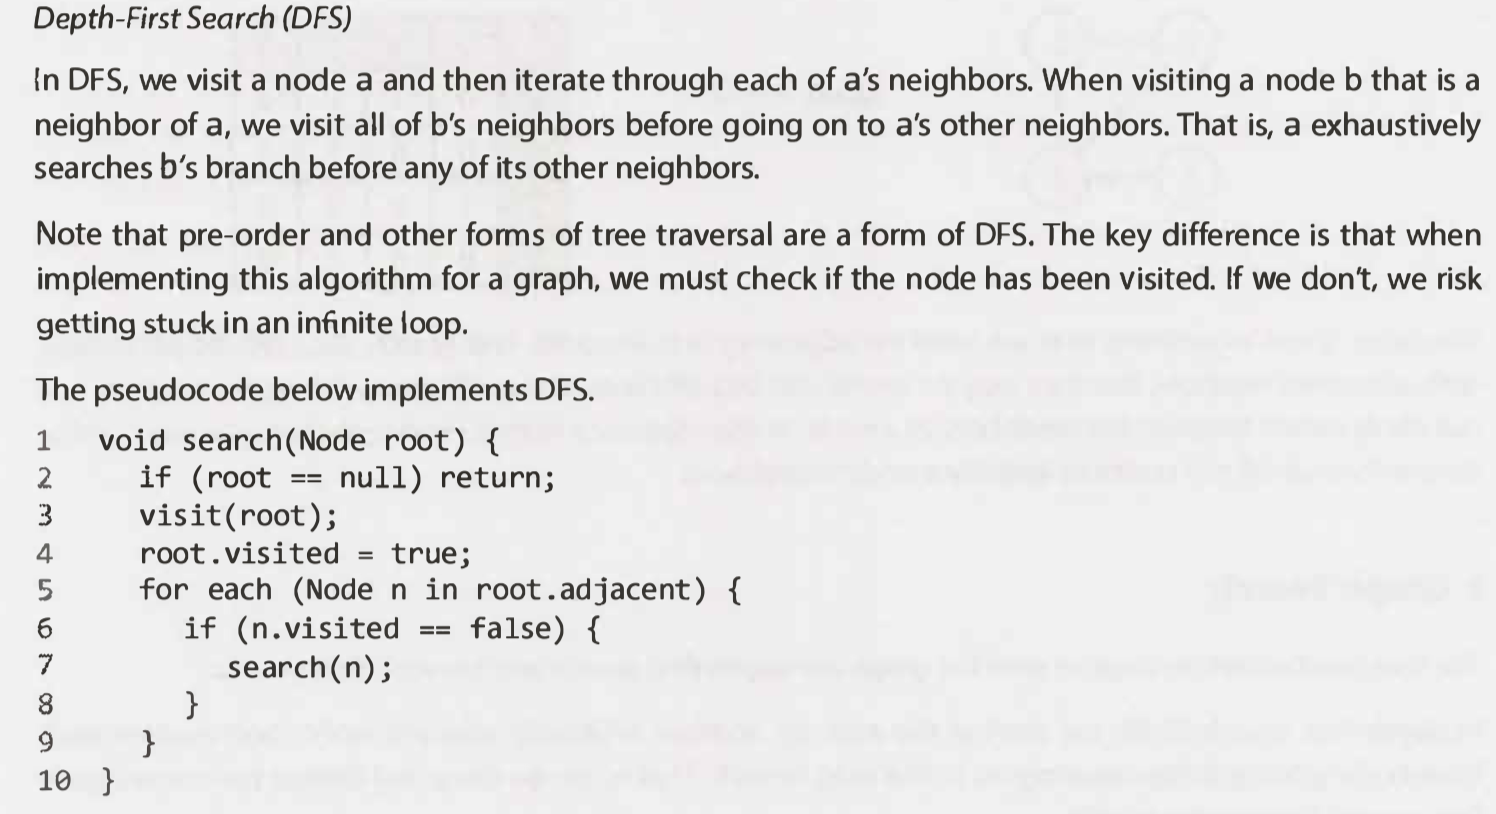 Depth-First Search (DFS)
In DFS, we visit a node a and then iterate through each of a's neighbors. When visiting a node b that is a
neighbor of a, we visit all of b's neighbors before going on to a's other neighbors. That is, a exhaustively
searches b's branch before any of its other neighbors.
Note that pre-order and other forms of tree traversal are a form of DFS. The key difference is that when
implementing this algorithm for a graph, we must check if the node has been visited. If we don't, we risk
getting stuck in an infinite loop.
The pseudocode below implements DFS.
1 void search(Node root) {
2 if (root == null) return;
3 visit(root);
4 root.visited = true;
5 for each (Node n in root.adjacent) {
6 if (n.visited == false) {
7 search(n);
8 }
9 }
10 }